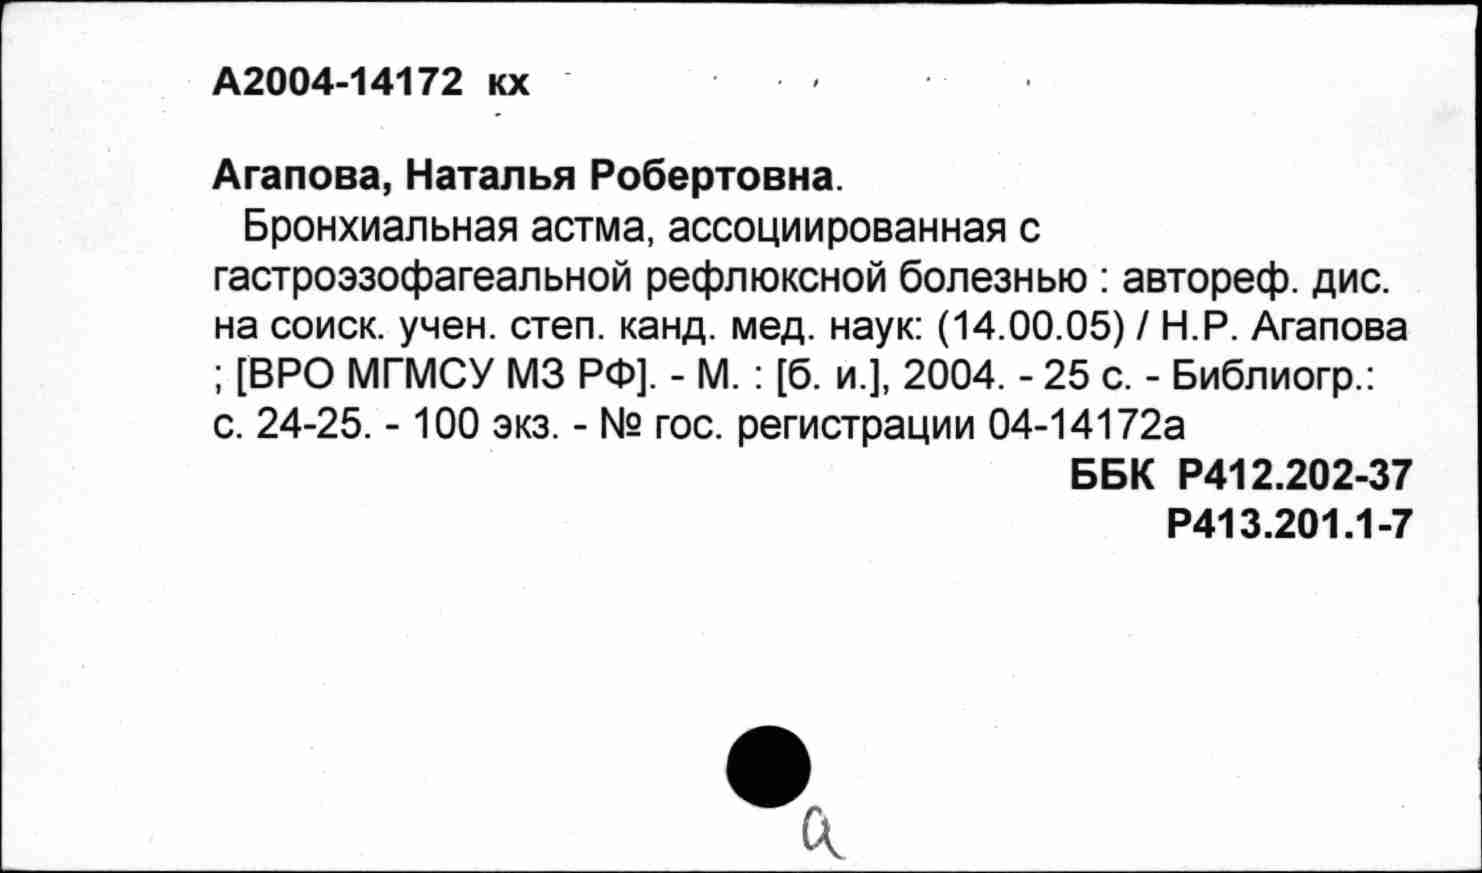 А2004-14172 кх
Агапова, Наталья Робертовна.
Бронхиальная астма, ассоциированная с
гастроэзофагеальной рефлюксной болезнью : автореф. дис.
на соиск. учен. степ. канд. мед. наук: (14.00.05) / Н.Р. Агапова
; [ВРО МГМСУ МЗ РФ]. - М. : [б. и.], 2004. - 25 с. - Библиогр.:
с. 24-25. - 100 экз. - № гос. регистрации 04-14172а
ББК Р412.202-37
Р413.201.1-7
а